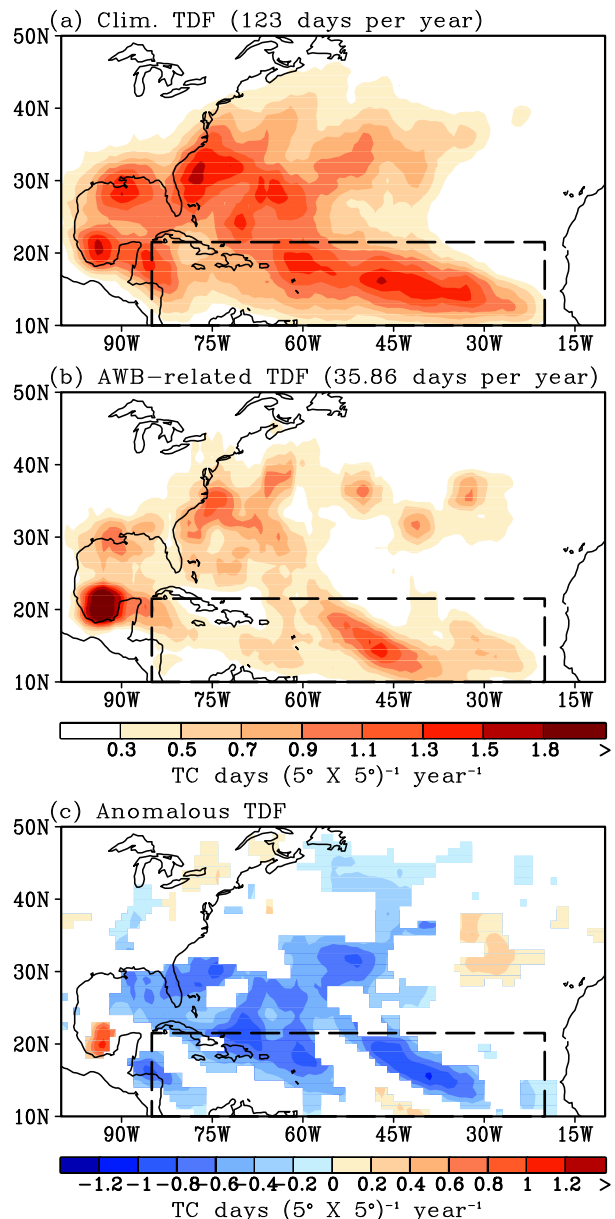 (a) Clim. TDF (123 days per year)
50N
40N
30N
20N
10N
90W 75W 60W 45W 30W 15W
(b) AWB-related TDF (35.86 days per year)
50N
40N
30N
20N
10N
90W 75W 60W 45W 30W 15W
0.3 0.5 0.7 0.9 1.1 1.3 1.5 1.8 >
TC days (5° X 5°)⁻¹ year⁻¹
(c) Anomalous TDF
50N
40N
30N
20N
10N
90W 75W 60W 45W 30W 15W
-1.2 -1 -0.8 -0.6 -0.4 -0.2 0 0.2 0.4 0.6 0.8 1 1.2 >
TC days (5° X 5°)⁻¹ year⁻¹